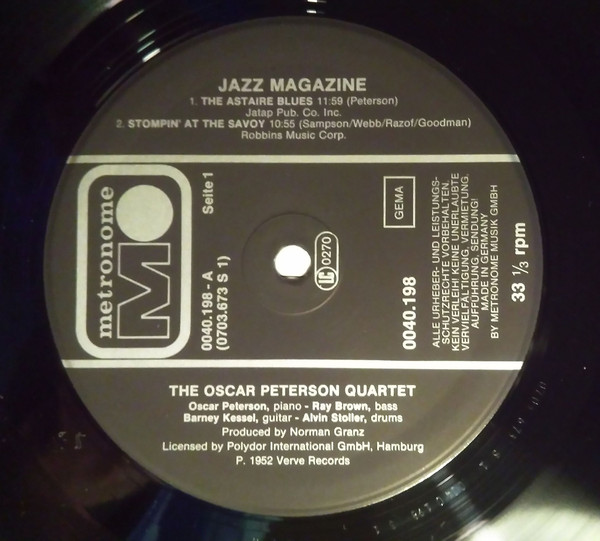 JAZZ MAGAZINE
1. THE ASTAIRE BLUES 11:59 (Peterson)
Jatap Pub. Co. Inc.
2. STOMPIN' AT THE SAVOY 10:55 (Sampson/Webb/Razof/Goodman)
Robbins Music Corp.
metronome
M
Seite 1
0040.198 - A
(0703.673 S 1)
LC 0270
GEMA
0040.198
ALLE URHEBER- UND LEISTUNGS-
SCHUTZRECHTE VORBEHALTEN,
KEIN VERLEIH! KEINE UNERLAUBTE
VERVIELFÄLTIGUNG, VERMIETUNG,
AUFFÜHRUNG, SENDUNG!
MADE IN GERMANY
BY METRONOME MUSIK GMBH
33 1/3 rpm
THE OSCAR PETERSON QUARTET
Oscar Peterson, piano - Ray Brown, bass
Barney Kessel, guitar - Alvin Stoller, drums
Produced by Norman Granz
Licensed by Polydor International GmbH, Hamburg
P. 1952 Verve Records